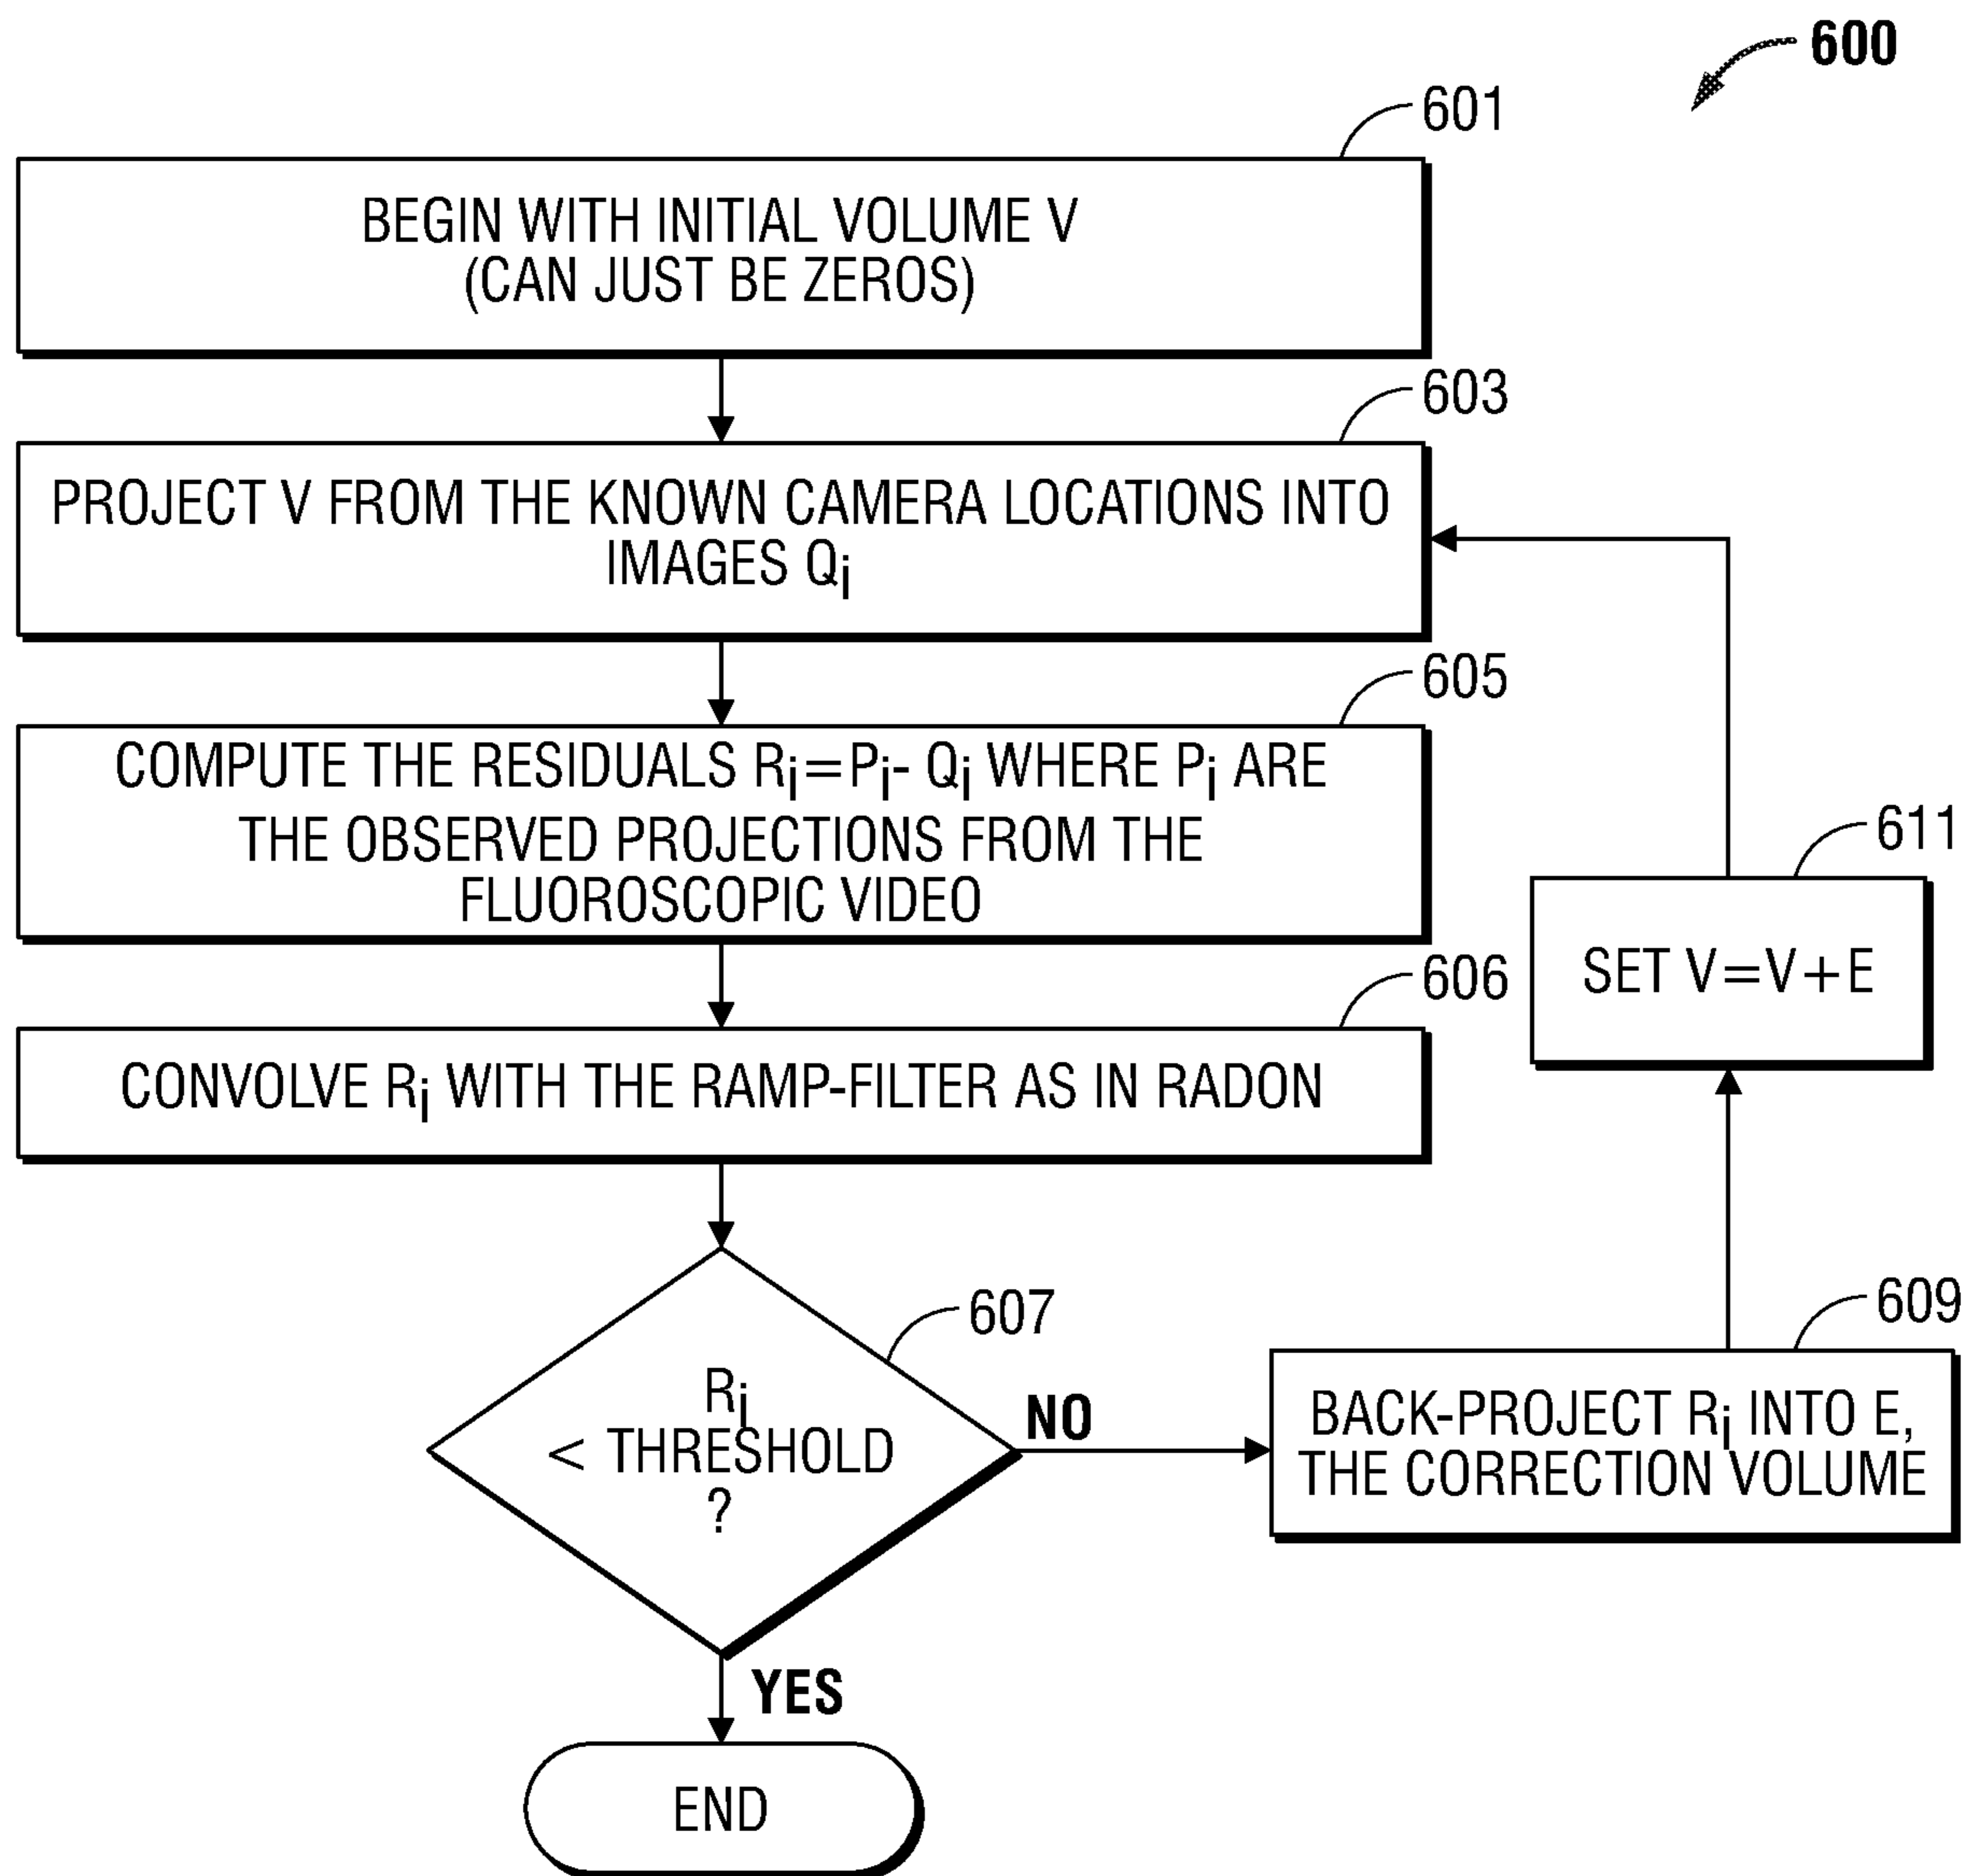 600
601
BEGIN WITH INITIAL VOLUME V
(CAN JUST BE ZEROS)
603
PROJECT V FROM THE KNOWN CAMERA LOCATIONS INTO
IMAGES Qi
605
COMPUTE THE RESIDUALS Ri=Pi- Qi WHERE Pi ARE
THE OBSERVED PROJECTIONS FROM THE
FLUOROSCOPIC VIDEO
606
CONVOLVE Ri WITH THE RAMP-FILTER AS IN RADON
607
Ri
< THRESHOLD
?
NO
YES
END
609
BACK-PROJECT Ri INTO E,
THE CORRECTION VOLUME
611
SET V=V+E